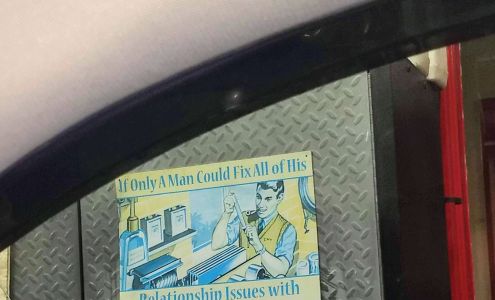 If Only A Man Could Fix All of His
Relationship Issues with